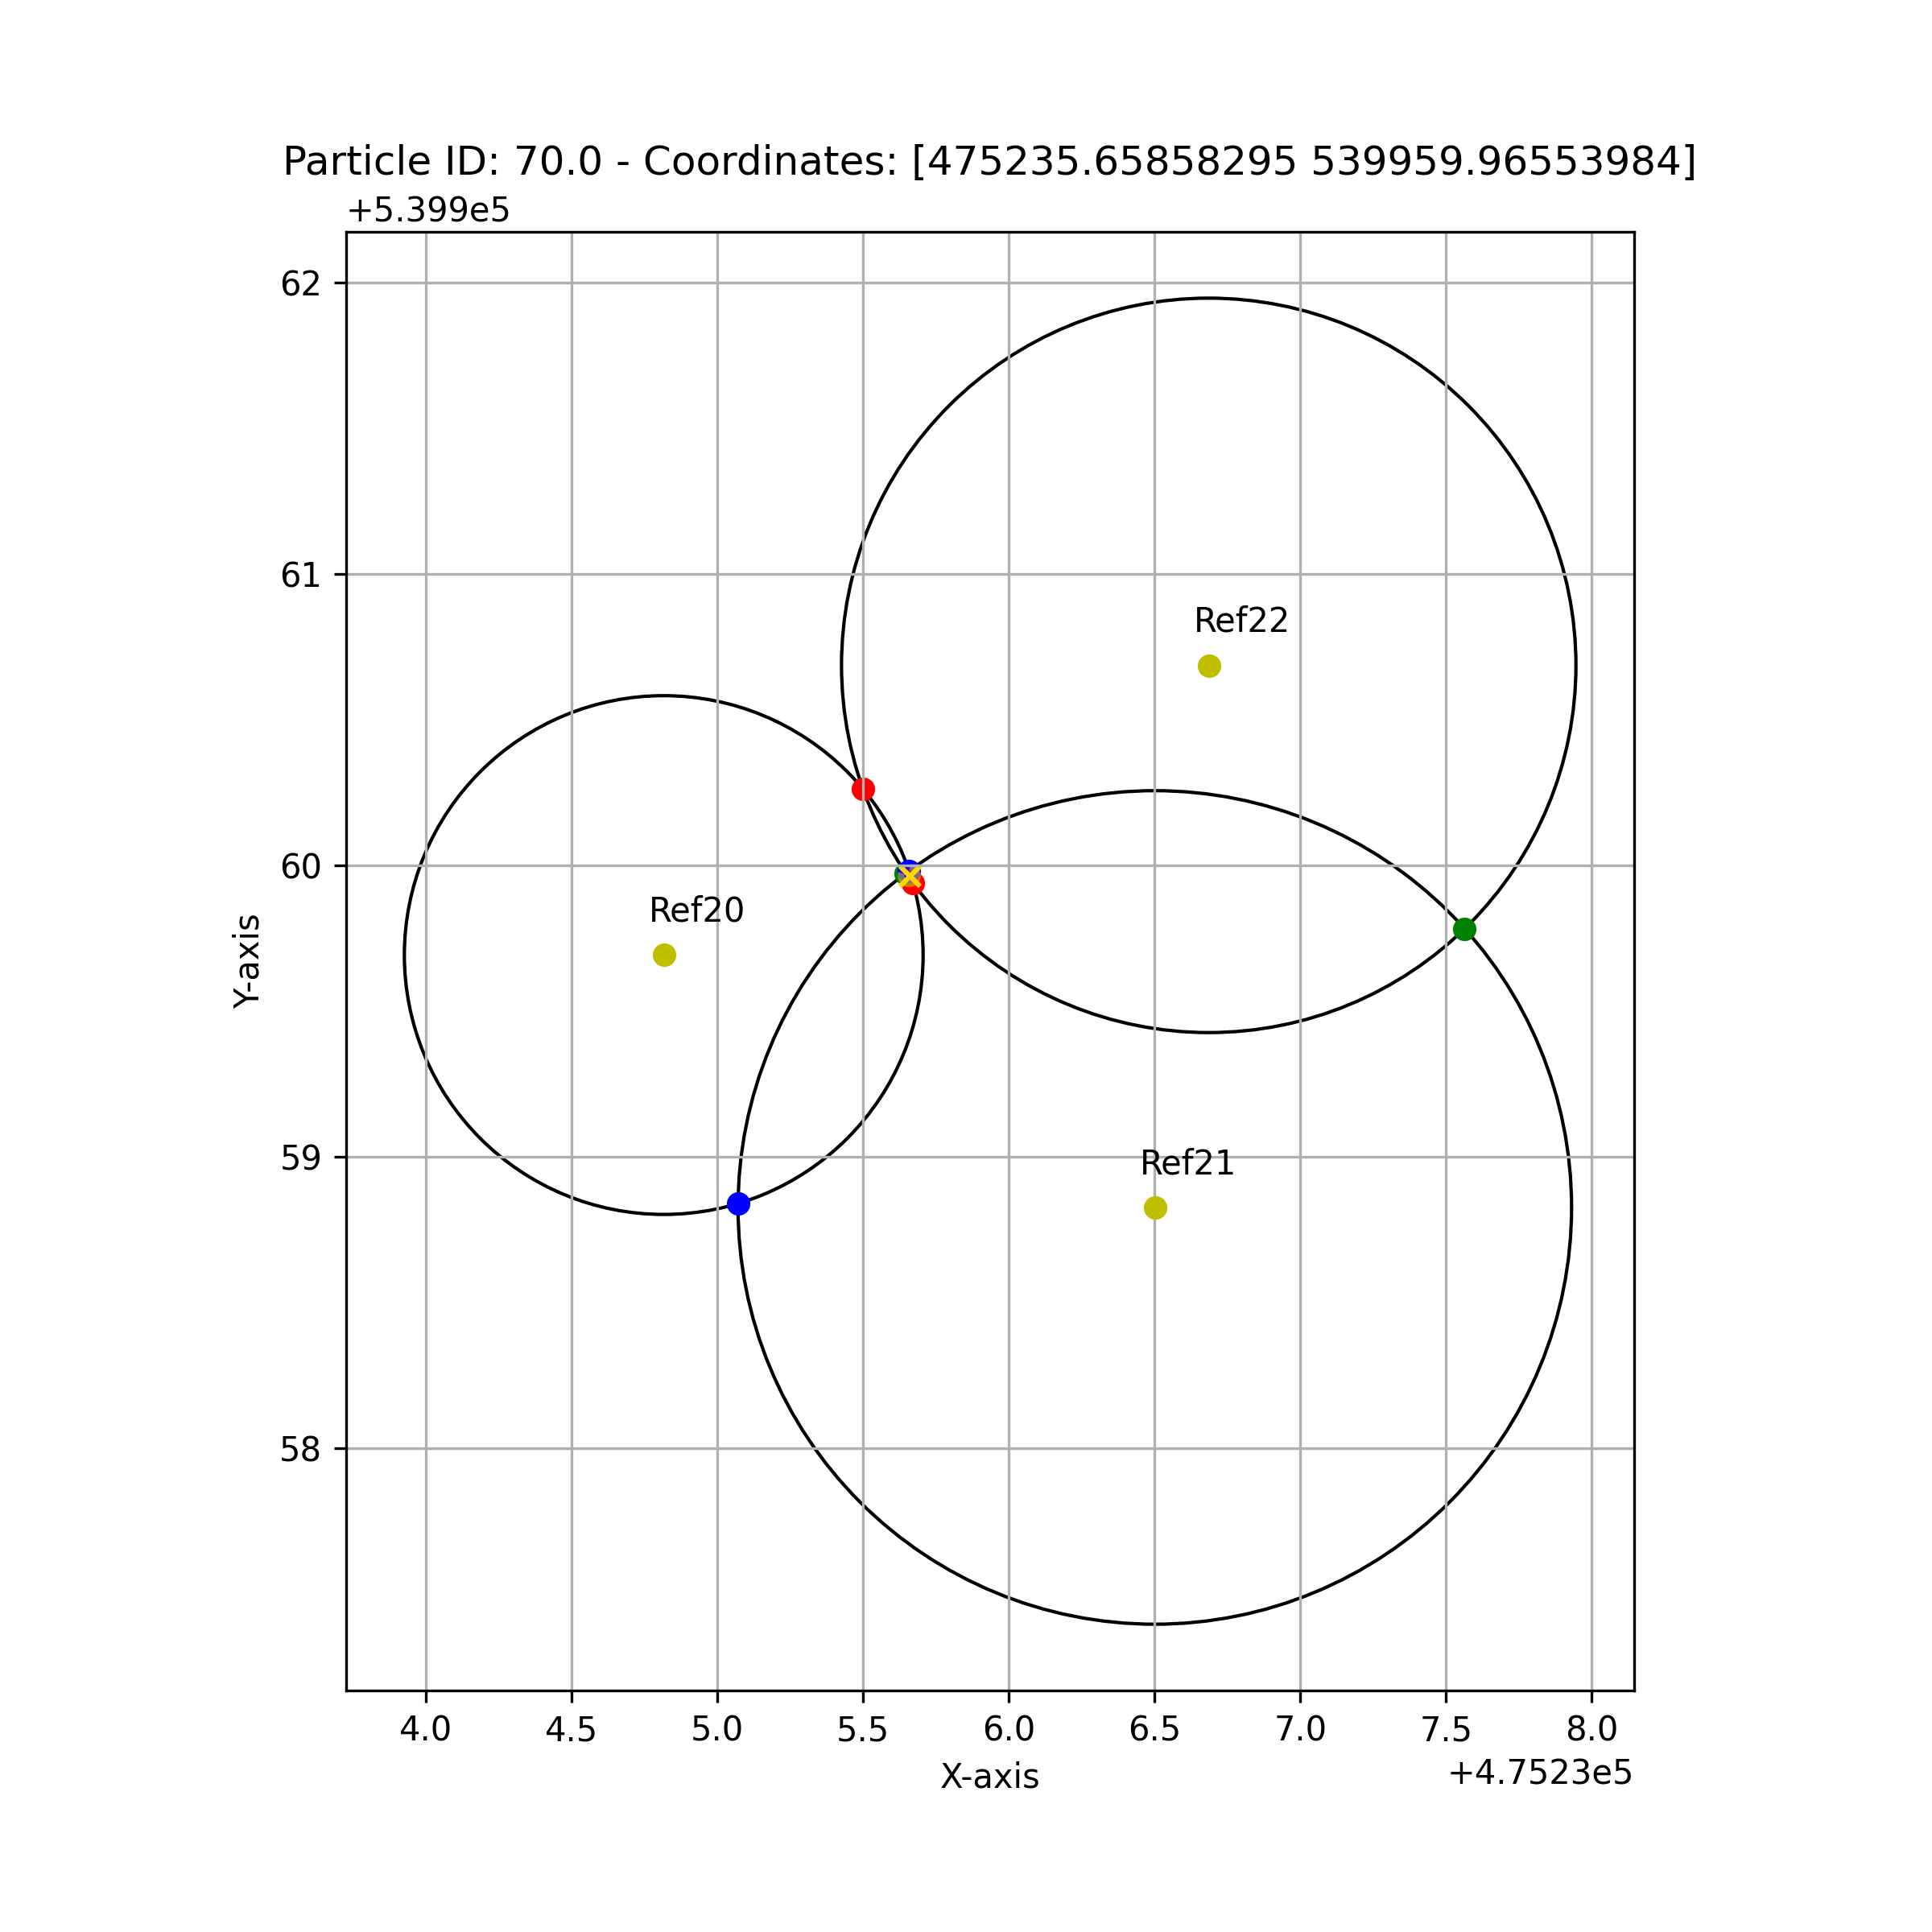 Particle ID: 70.0 - Coordinates: [475235.65858295 539959.96553984]
+5.399e5
62
61
Ref22
60
Ref20
Y-axis
59
Ref21
58
4.0 4.5 5.0 5.5 6.0 6.5 7.0 7.5 8.0
X-axis
+4.7523e5